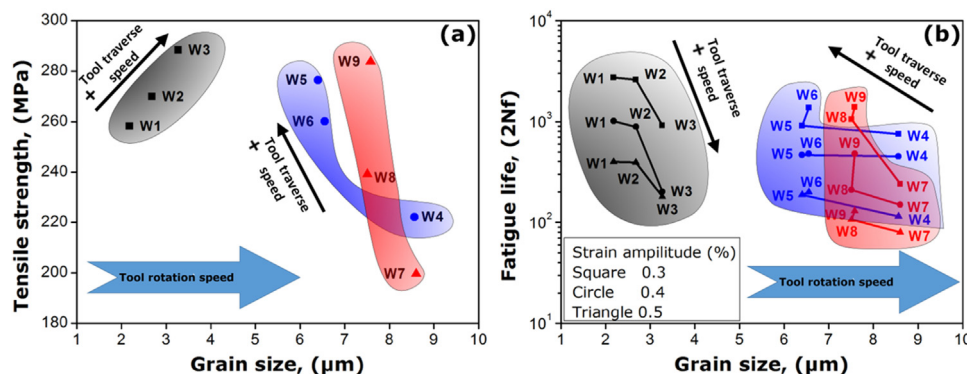 (a)
Tensile strength, (MPa)
300
280
260
240
220
200
180
+ Tool traverse
speed
W3
W2
W1
W9
W5
W6
W8
W4
W7
+
Tool traverse
speed
Tool rotation speed
1 2 3 4 5 6 7 8 9 10
Grain size, (μm)
(b)
Fatigue life, (2Nf)
10⁴
10³
10²
10¹
Tool traverse
+
speed
Tool traverse
+
speed
W1 W2
W3
W1 W2
W1
W2
W3
W3
W6 W9
W8
W5 W4
W9
W6
W5 W4
W8 W7
W6 W7
W5 W4
W9
W8 W7
Strain amplitude (%)
Square 0.3
Circle 0.4
Triangle 0.5
Tool rotation speed
1 2 3 4 5 6 7 8 9 10
Grain size, (μm)